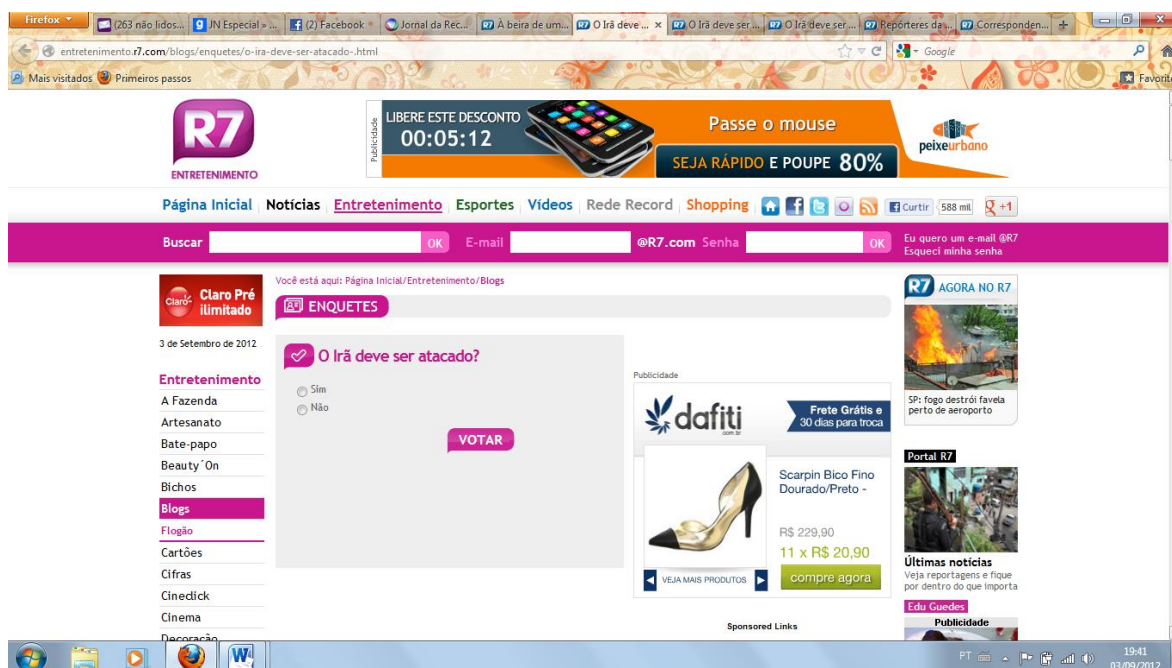 Firefox
(263 não lidos...
JN Especial » ...
(2) Facebook
Jornal da Rec...
À beira de um...
O Irã deve ...
O Irã deve ser ...
O Irã deve ser ...
Repórteres da ...
Corresponden...
entretenimento.r7.com/blogs/enquetes/o-ira-deve-ser-atacado-.html
Google
Mais visitados
Primeiros passos
Favorit
R7
ENTRETENIMENTO
Publicidade
LIBERE ESTE DESCONTO
00:05:12
Passe o mouse
SEJA RÁPIDO E POUPE 80%
peixeurbano
Página Inicial
Notícias
Entretenimento
Esportes
Vídeos
Rede Record
Shopping
Curtir
588 mil
+1
Buscar
OK
E-mail
@R7.com
Senha
OK
Eu quero um e-mail @R7
Esqueci minha senha
Claro
Claro Pré
ilimitado
3 de Setembro de 2012
Entretenimento
A Fazenda
Artesanato
Bate-papo
Beauty´On
Bichos
Blogs
Flogão
Cartões
Cifras
Cineclick
Cinema
Decoração
Você está aqui: Página Inicial/Entretenimento/Blogs
ENQUETES
O Irã deve ser atacado?
Sim
Não
VOTAR
Publicidade
dafiti
.com.br
Frete Grátis e
30 dias para troca
Scarpin Bico Fino
Dourado/Preto -
R$ 229,90
11 x R$ 20,90
VEJA MAIS PRODUTOS
compre agora
Sponsored Links
R7 AGORA NO R7
SP: fogo destrói favela
perto de aeroporto
Portal R7
Últimas notícias
Veja reportagens e fique
por dentro do que importa
Edu Guedes
Publicidade
PT
19:41
03/09/2012